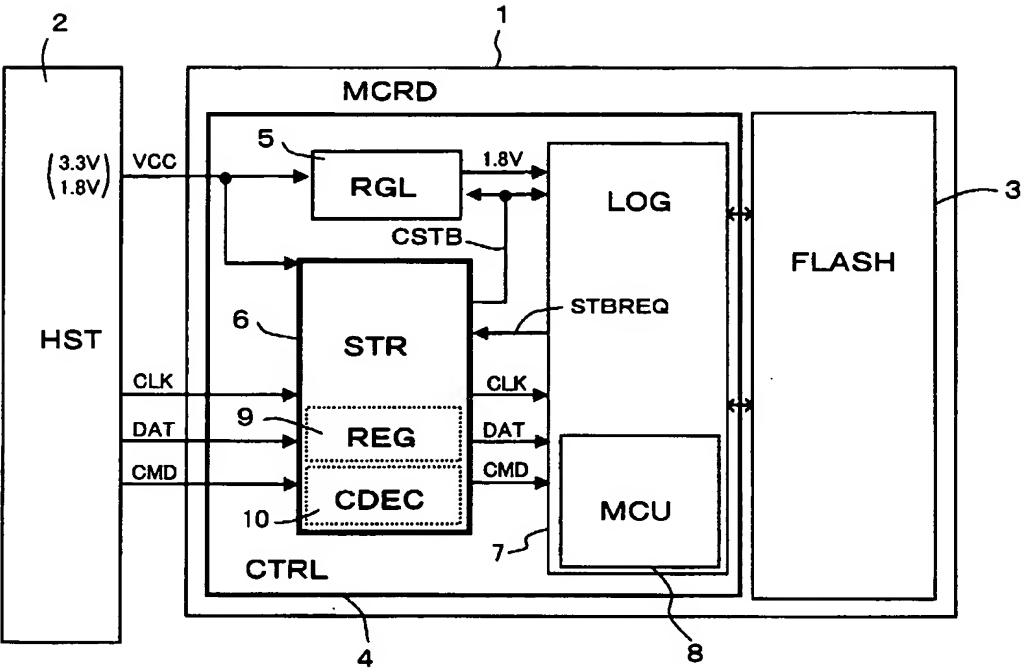 2
1
MCRD
5
3.3V
1.8V
VCC
RGL
1.8V
LOG
3
CSTB
FLASH
6
STR
STBREQ
HST
CLK
CLK
9
REG
DAT
DAT
CMD
CMD
10
CDEC
MCU
7
CTRL
4
8